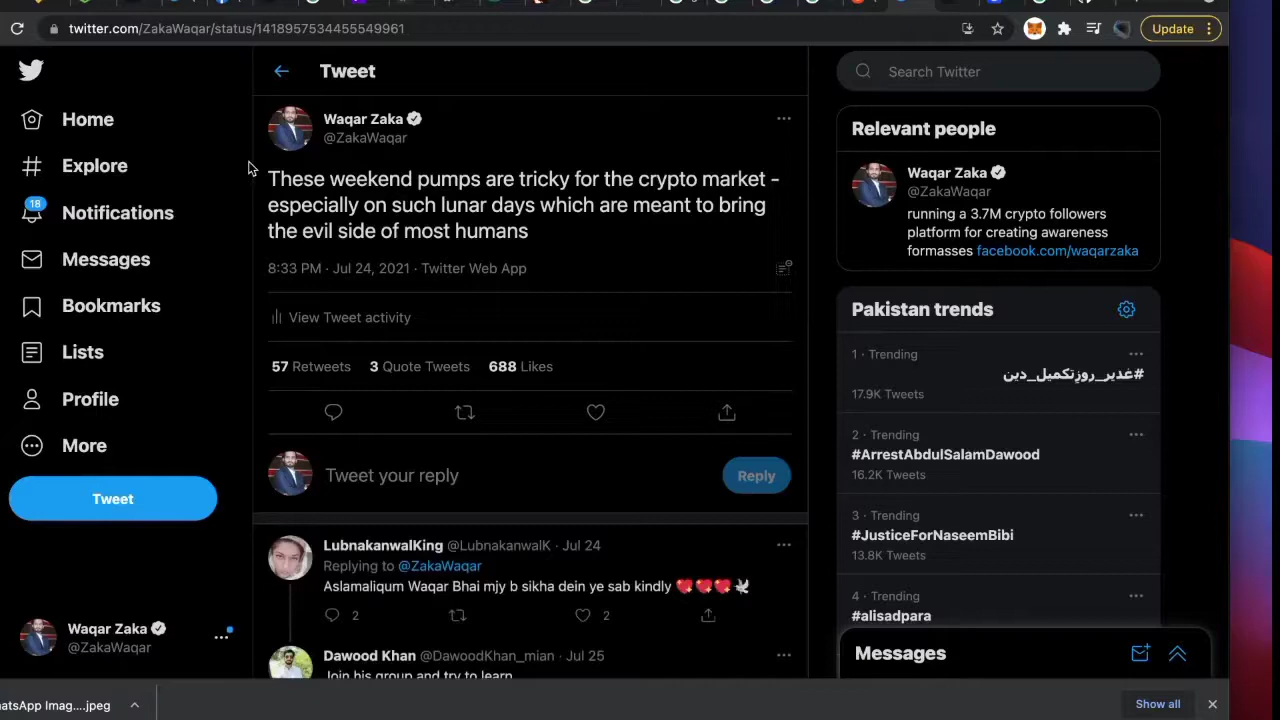 twitter.com/ZakaWaqar/status/1418957534455549961
Update
Home
Explore
18
Notifications
Messages
Bookmarks
Lists
Profile
More
Tweet
Waqar Zaka
@ZakaWaqar
Tweet
Waqar Zaka
@ZakaWaqar
These weekend pumps are tricky for the crypto market -
especially on such lunar days which are meant to bring
the evil side of most humans
8:33 PM · Jul 24, 2021 · Twitter Web App
View Tweet activity
57 Retweets 3 Quote Tweets 688 Likes
Tweet your reply
Reply
LubnakanwalKing @LubnakanwalK · Jul 24
Replying to @ZakaWaqar
Aslamaliqum Waqar Bhai mjy b sikha dein ye sab kindly 💖💖💖🕊
2 2
Dawood Khan @DawoodKhan_mian · Jul 25
Join his group and try to learn
Search Twitter
Relevant people
Waqar Zaka
@ZakaWaqar
running a 3.7M crypto followers
platform for creating awareness
formasses facebook.com/waqarzaka
Pakistan trends
1 · Trending
#غدیر_روزِتکمیل_دین
17.9K Tweets
2 · Trending
#ArrestAbdulSalamDawood
16.2K Tweets
3 · Trending
#JusticeForNaseemBibi
13.8K Tweets
4 · Trending
#alisadpara
Messages
atsApp Imag....jpeg
Show all